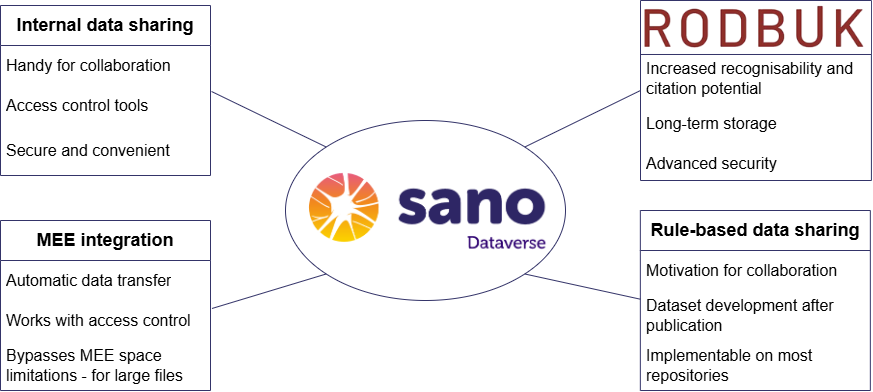 Internal data sharing
Handy for collaboration
Access control tools
Secure and convenient
RODBUK
Increased recognisability and
citation potential
Long-term storage
Advanced security
sano
Dataverse
MEE integration
Automatic data transfer
Works with access control
Bypasses MEE space
limitations - for large files
Rule-based data sharing
Motivation for collaboration
Dataset development after
publication
Implementable on most
repositories